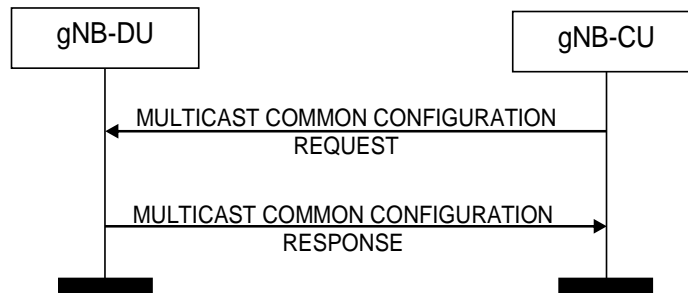 gNB-DU
gNB-CU
MULTICAST COMMON CONFIGURATION
REQUEST
MULTICAST COMMON CONFIGURATION
RESPONSE